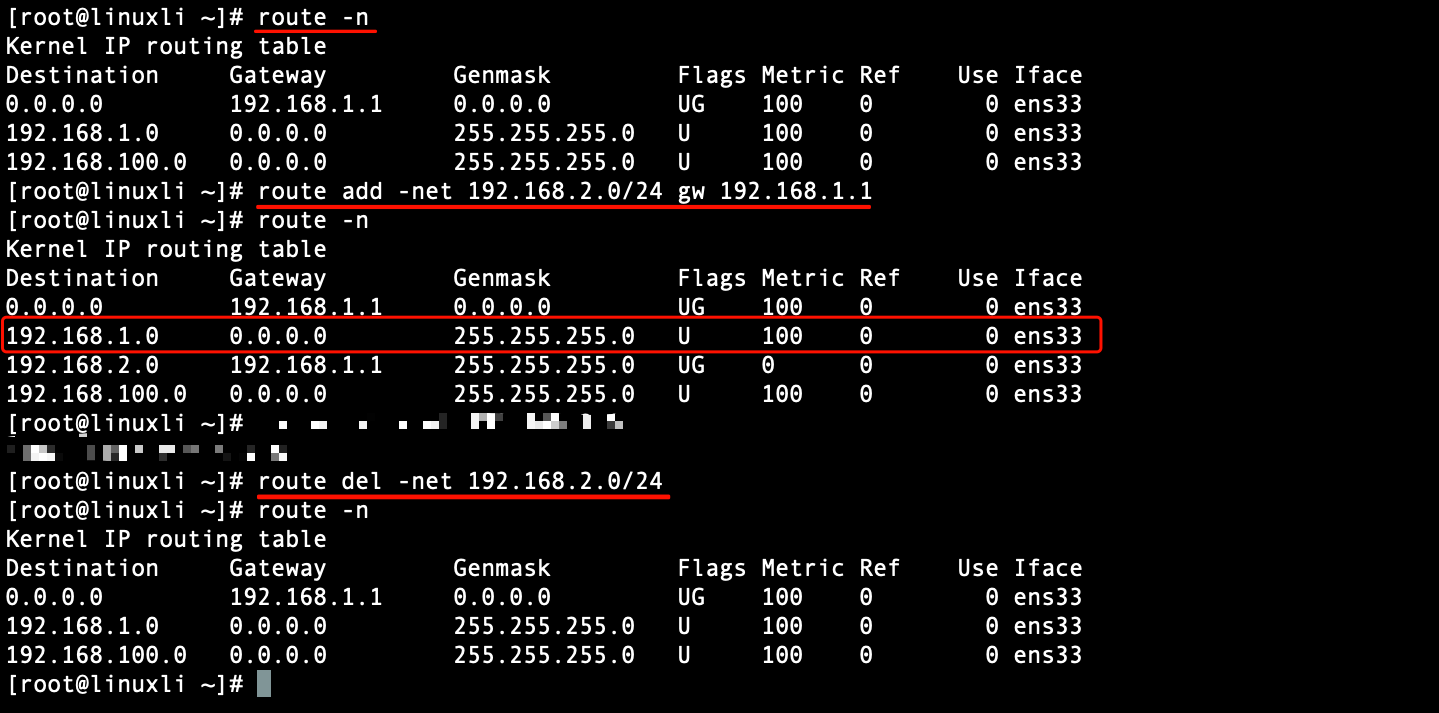 [root@linuxli ~]# route -n
Kernel IP routing table
Destination     Gateway         Genmask         Flags Metric Ref    Use Iface
0.0.0.0         192.168.1.1     0.0.0.0         UG    100    0        0 ens33
192.168.1.0     0.0.0.0         255.255.255.0   U     100    0        0 ens33
192.168.100.0   0.0.0.0         255.255.255.0   U     100    0        0 ens33
[root@linuxli ~]# route add -net 192.168.2.0/24 gw 192.168.1.1
[root@linuxli ~]# route -n
Kernel IP routing table
Destination     Gateway         Genmask         Flags Metric Ref    Use Iface
0.0.0.0         192.168.1.1     0.0.0.0         UG    100    0        0 ens33
192.168.1.0     0.0.0.0         255.255.255.0   U     100    0        0 ens33
192.168.2.0     192.168.1.1     255.255.255.0   UG    0      0        0 ens33
192.168.100.0   0.0.0.0         255.255.255.0   U     100    0        0 ens33
[root@linuxli ~]#
[root@linuxli ~]# route del -net 192.168.2.0/24
[root@linuxli ~]# route -n
Kernel IP routing table
Destination     Gateway         Genmask         Flags Metric Ref    Use Iface
0.0.0.0         192.168.1.1     0.0.0.0         UG    100    0        0 ens33
192.168.1.0     0.0.0.0         255.255.255.0   U     100    0        0 ens33
192.168.100.0   0.0.0.0         255.255.255.0   U     100    0        0 ens33
[root@linuxli ~]#